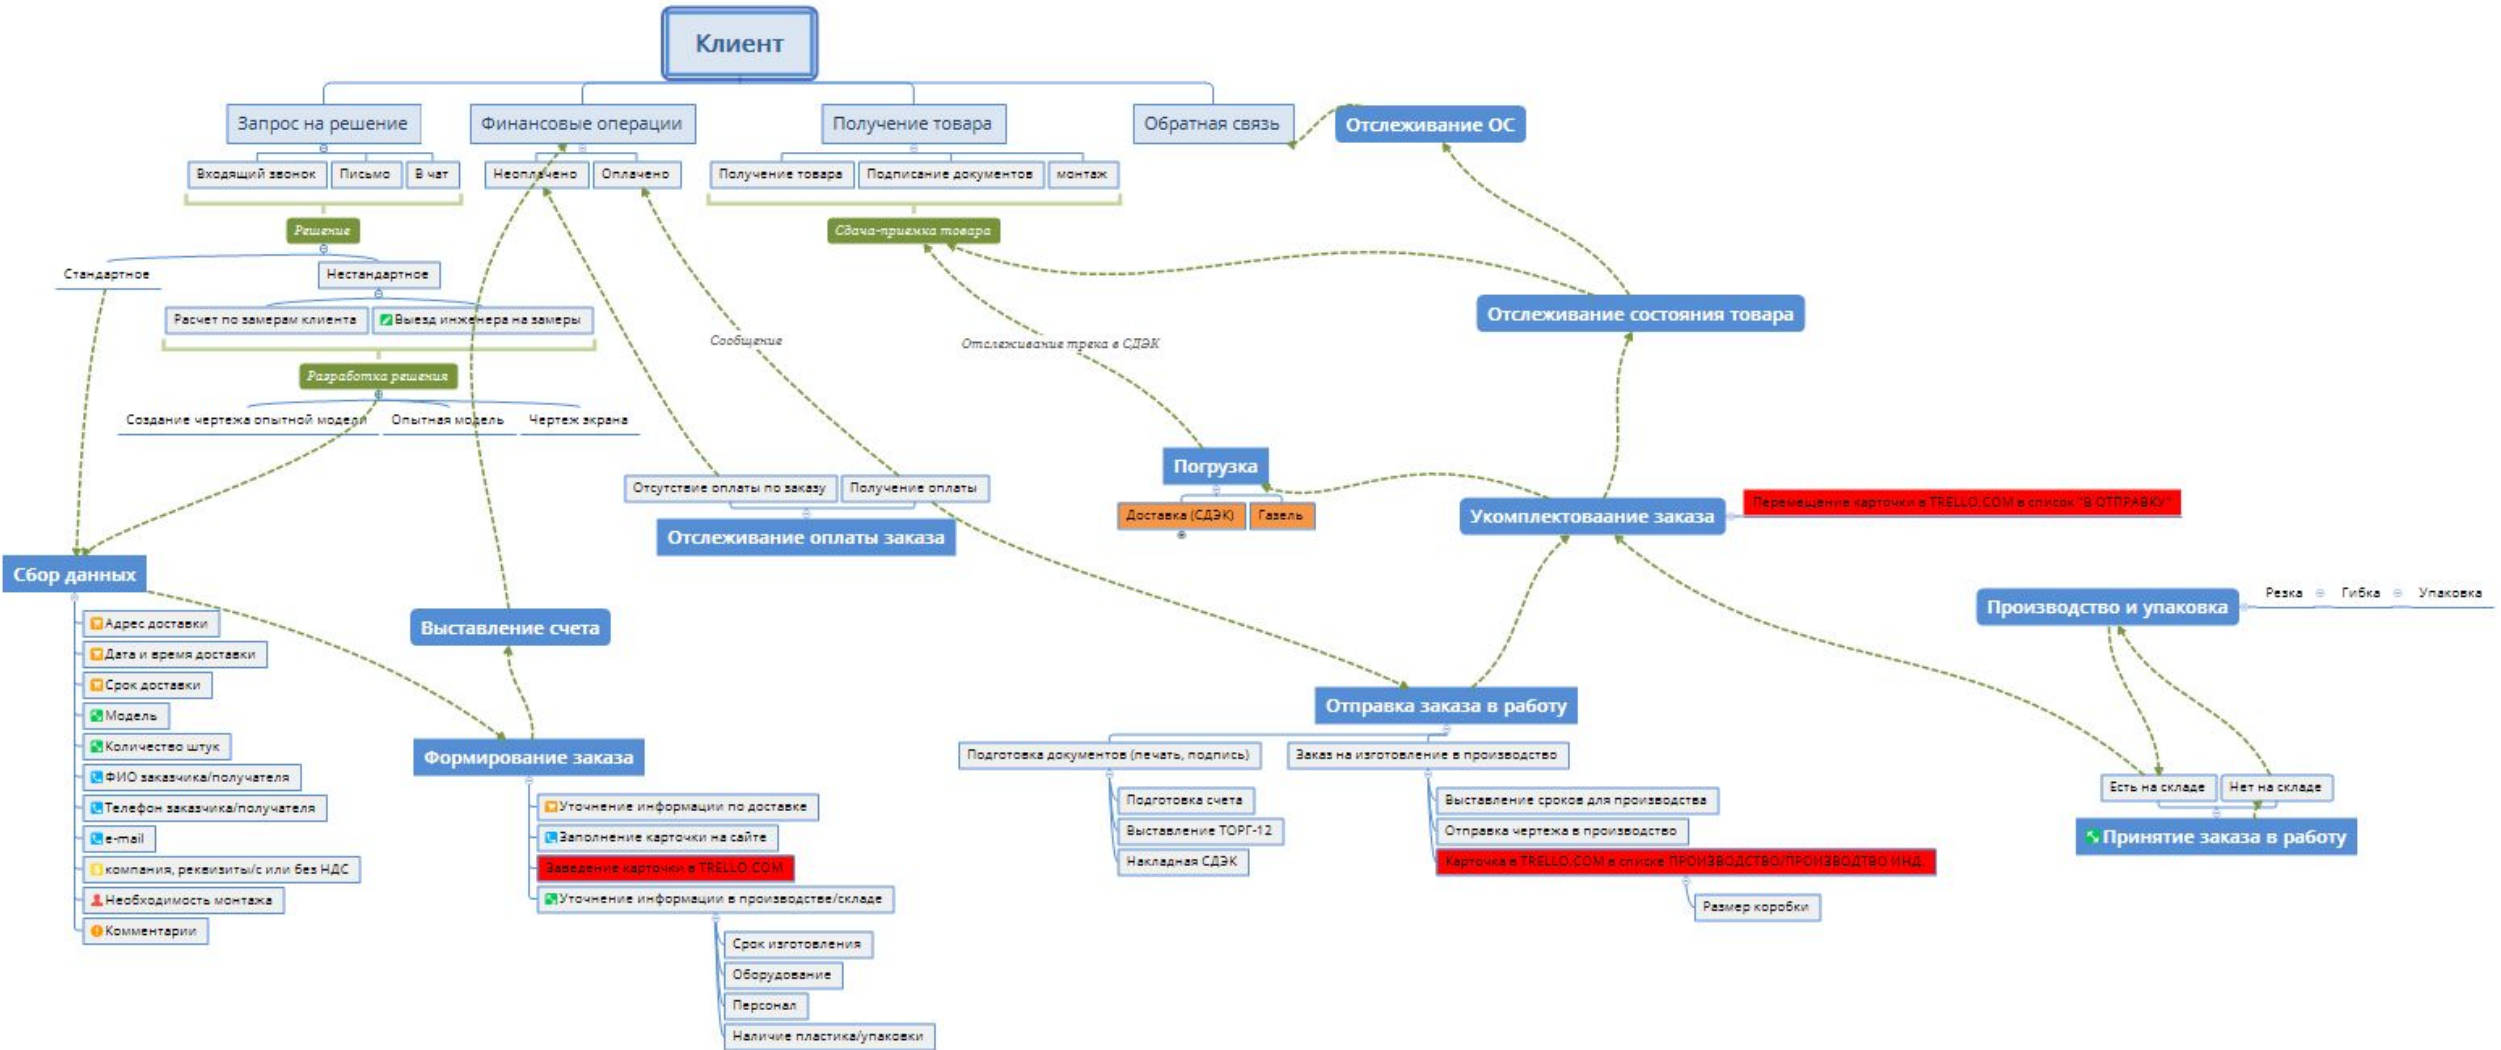 Клиент
Запрос на решение
Финансовые операции
Получение товара
Обратная связь
Отслеживание ОС
Входящий звонок
Письмо
В чат
Неоплачено
Оплачено
Получение товара
Подписание документов
монтаж
Решение
Сдача-приемка товара
Стандартное
Нестандартное
Расчет по замерам клиента
Выезд инженера на замеры
Отслеживание состояния товара
Сообщение
Отслеживание трека в СДЭК
Разработка решения
Создание чертежа опытной модели
Опытная модель
Чертеж экрана
Погрузка
Отсутствие оплаты по заказу
Получение оплаты
Доставка (СДЭК)
Газель
Укомплектоваание заказа
Перемещение карточки в TRELLO.COM в список "В ОТПРАВКУ"
Отслеживание оплаты заказа
Сбор данных
Адрес доставки
Дата и время доставки
Срок доставки
Модель
Количество штук
ФИО заказчика/получателя
Телефон заказчика/получателя
e-mail
компания, реквизиты/с или без НДС
Необходимость монтажа
Комментарии
Выставление счета
Формирование заказа
Уточнение информации по доставке
Заполнение карточки на сайте
Заведение карточки в TRELLO.COM
Уточнение информации в производстве/складе
Срок изготовления
Оборудование
Персонал
Наличие пластика/упаковки
Отправка заказа в работу
Подготовка документов (печать, подпись)
Подготовка счета
Выставление ТОРГ-12
Накладная СДЭК
Заказ на изготовление в производство
Выставление сроков для производства
Отправка чертежа в производство
Карточка в TRELLO.COM в списке ПРОИЗВОДСТВО/ПРОИЗВОДТВО ИНД.
Размер коробки
Производство и упаковка
Резка
Гибка
Упаковка
Есть на складе
Нет на складе
Принятие заказа в работу